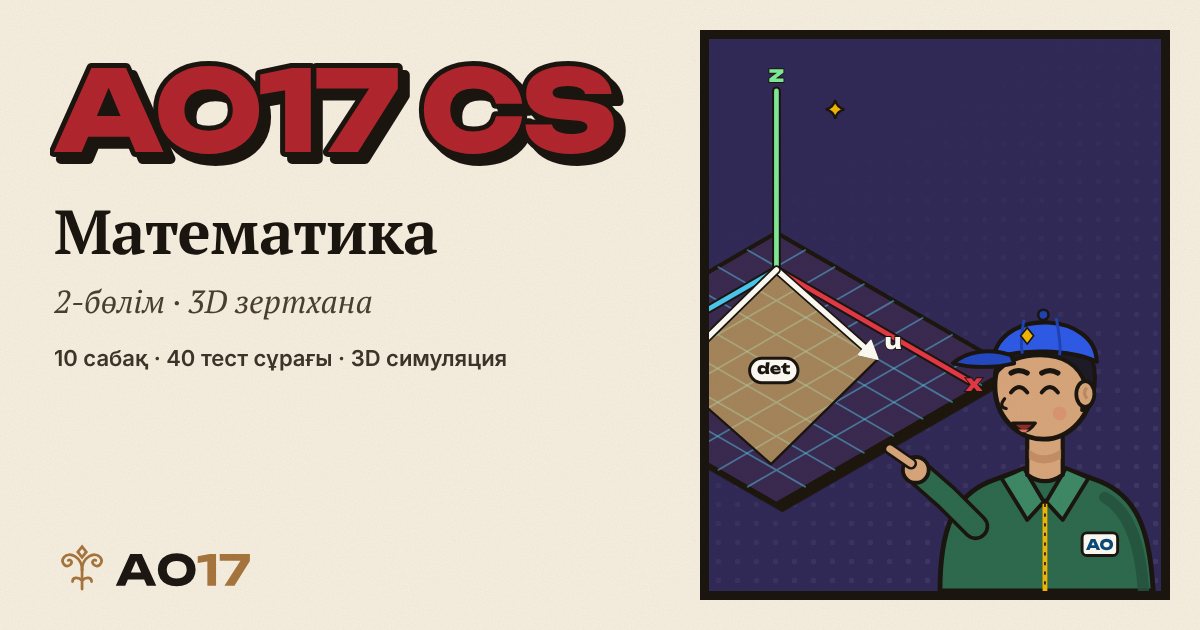 AO17 CS
Математика
2-бөлім · 3D зертхана
10 сабақ · 40 тест сұрағы · 3D симуляция
AO17
z
u
det
x
AO